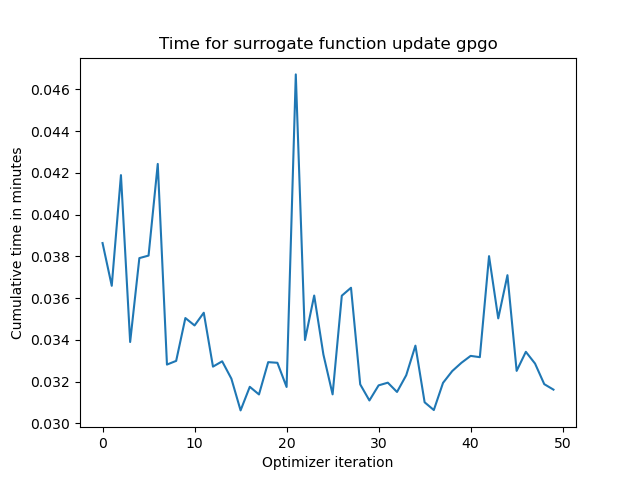 Time for surrogate function update gpgo
0.046
0.044
0.042
0.040
0.038
0.036
0.034
0.032
0.030
Cumulative time in minutes
0 10 20 30 40 50
Optimizer iteration